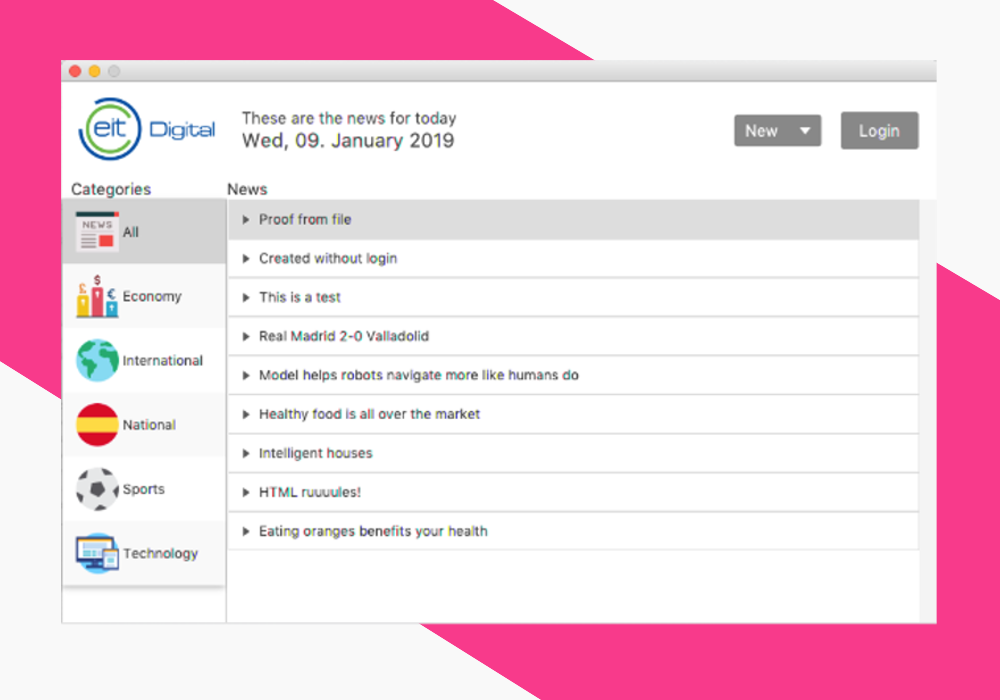 eit Digital
These are the news for today
Wed, 09. January 2019
New
Login
Categories
News
NEWS
All
$
£
€
Economy
International
National
Sports
Technology
Proof from file
Created without login
This is a test
Real Madrid 2-0 Valladolid
Model helps robots navigate more like humans do
Healthy food is all over the market
Intelligent houses
HTML ruuuules!
Eating oranges benefits your health